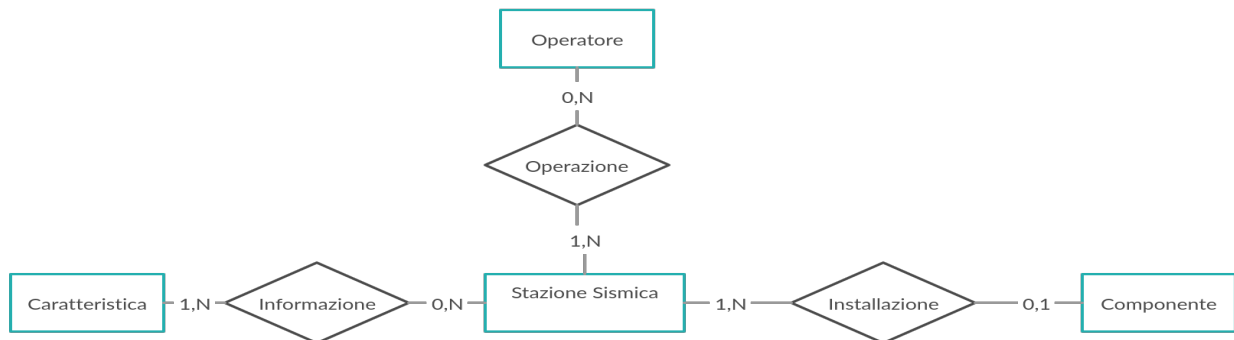 Operatore
0,N
Operazione
1,N
Caratteristica
1,N
Informazione
0,N
Stazione Sismica
1,N
Installazione
0,1
Componente